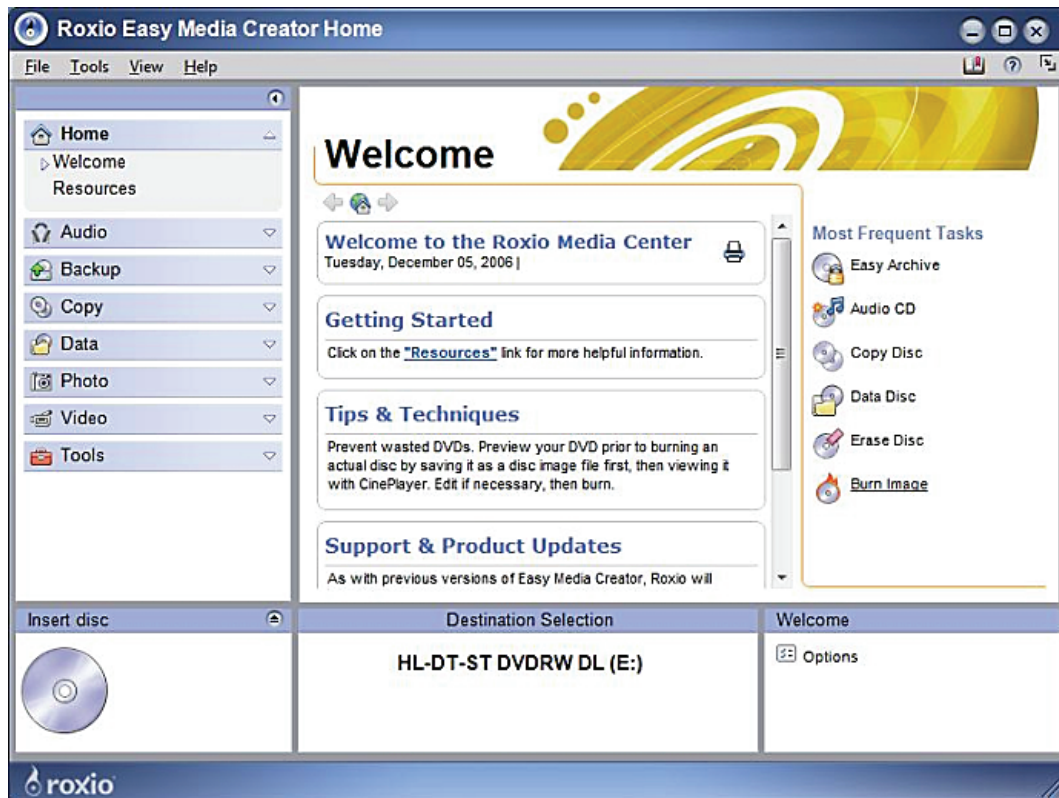 Roxio Easy Media Creator Home
File Tools View Help
Home
Welcome
Resources
Audio
Backup
Copy
Data
Photo
Video
Tools
Welcome
Welcome to the Roxio Media Center
Tuesday, December 05, 2006 |
Getting Started
Click on the "Resources" link for more helpful information.
Tips & Techniques
Prevent wasted DVDs. Preview your DVD prior to burning an
actual disc by saving it as a disc image file first, then viewing it
with CinePlayer. Edit if necessary, then burn.
Support & Product Updates
As with previous versions of Easy Media Creator, Roxio will
Most Frequent Tasks
Easy Archive
Audio CD
Copy Disc
Data Disc
Erase Disc
Burn Image
Insert disc
Destination Selection
HL-DT-ST DVDRW DL (E:)
Welcome
Options
roxio